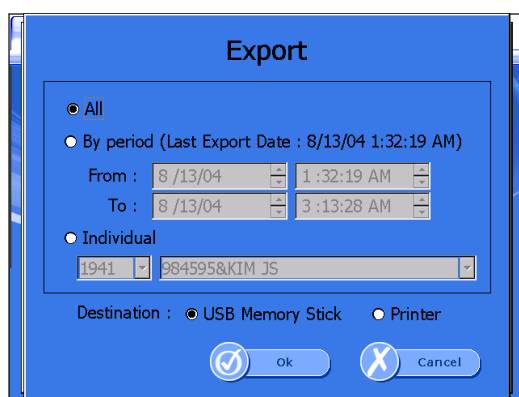 Export
All
By period (Last Export Date : 8/13/04 1:32:19 AM)
From : 8 /13/04 1 :32:19 AM
To : 8 /13/04 3 :13:28 AM
Individual
1941 984595&KIM JS
Destination : USB Memory Stick Printer
Ok Cancel